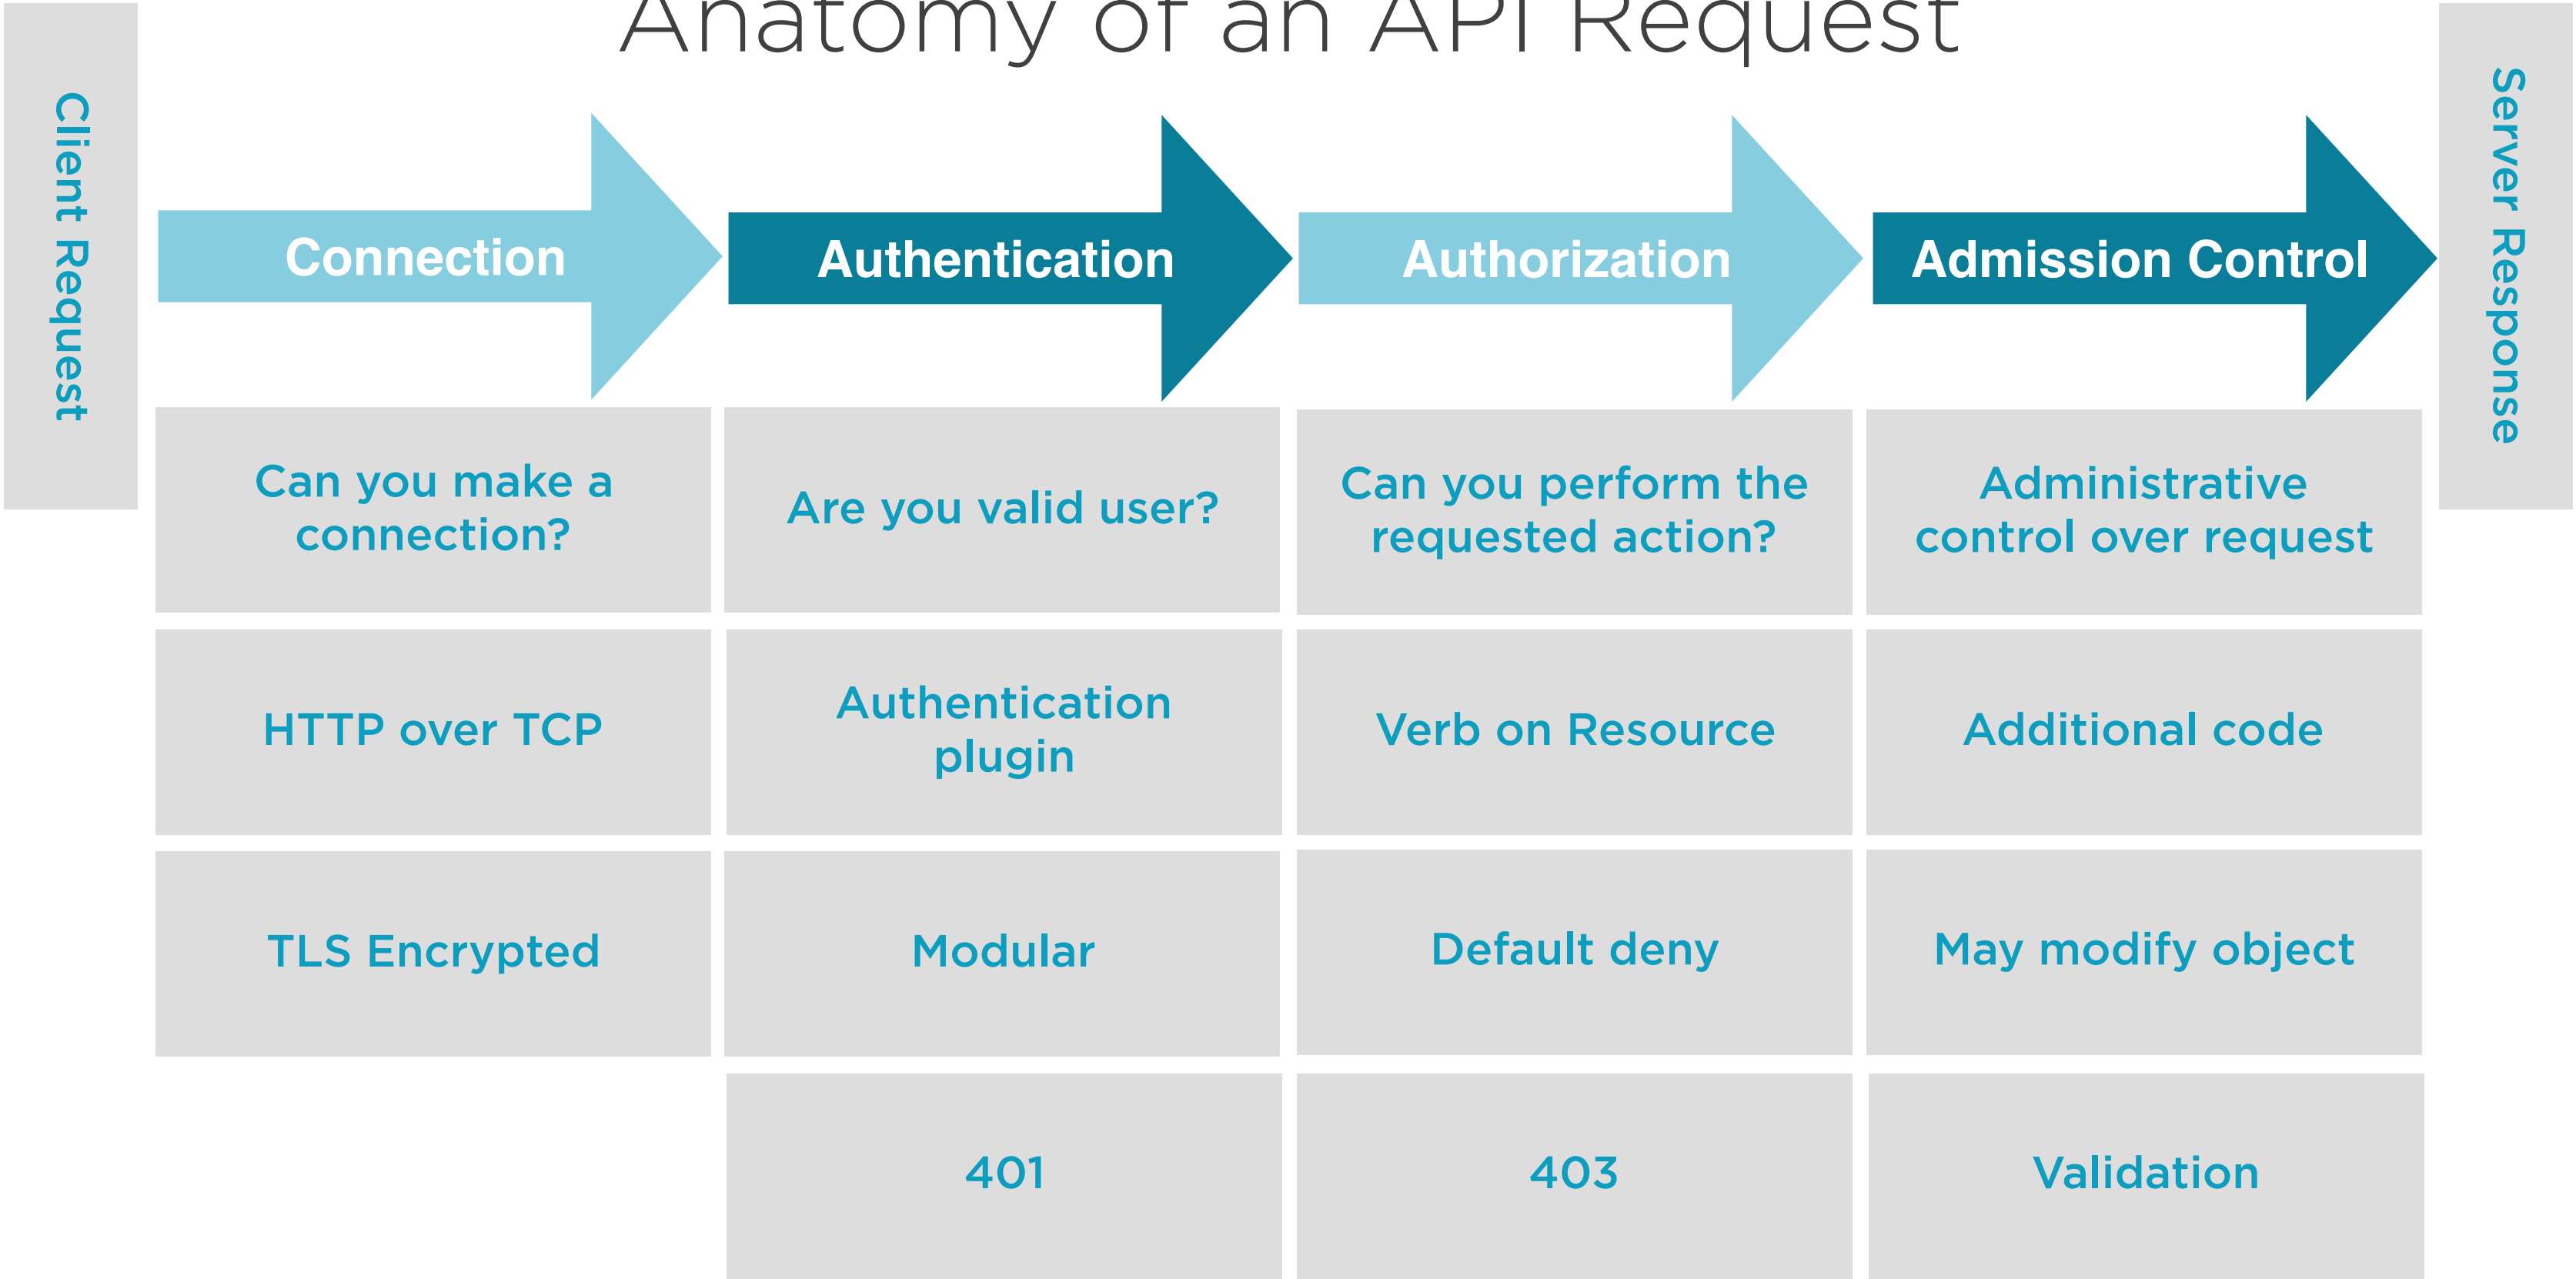 Anatomy of an API Request
Client Request
Connection
Authentication
Authorization
Admission Control
Server Response
Can you make a
connection?
Are you valid user?
Can you perform the
requested action?
Administrative
control over request
HTTP over TCP
Authentication
plugin
Verb on Resource
Additional code
TLS Encrypted
Modular
Default deny
May modify object
401
403
Validation